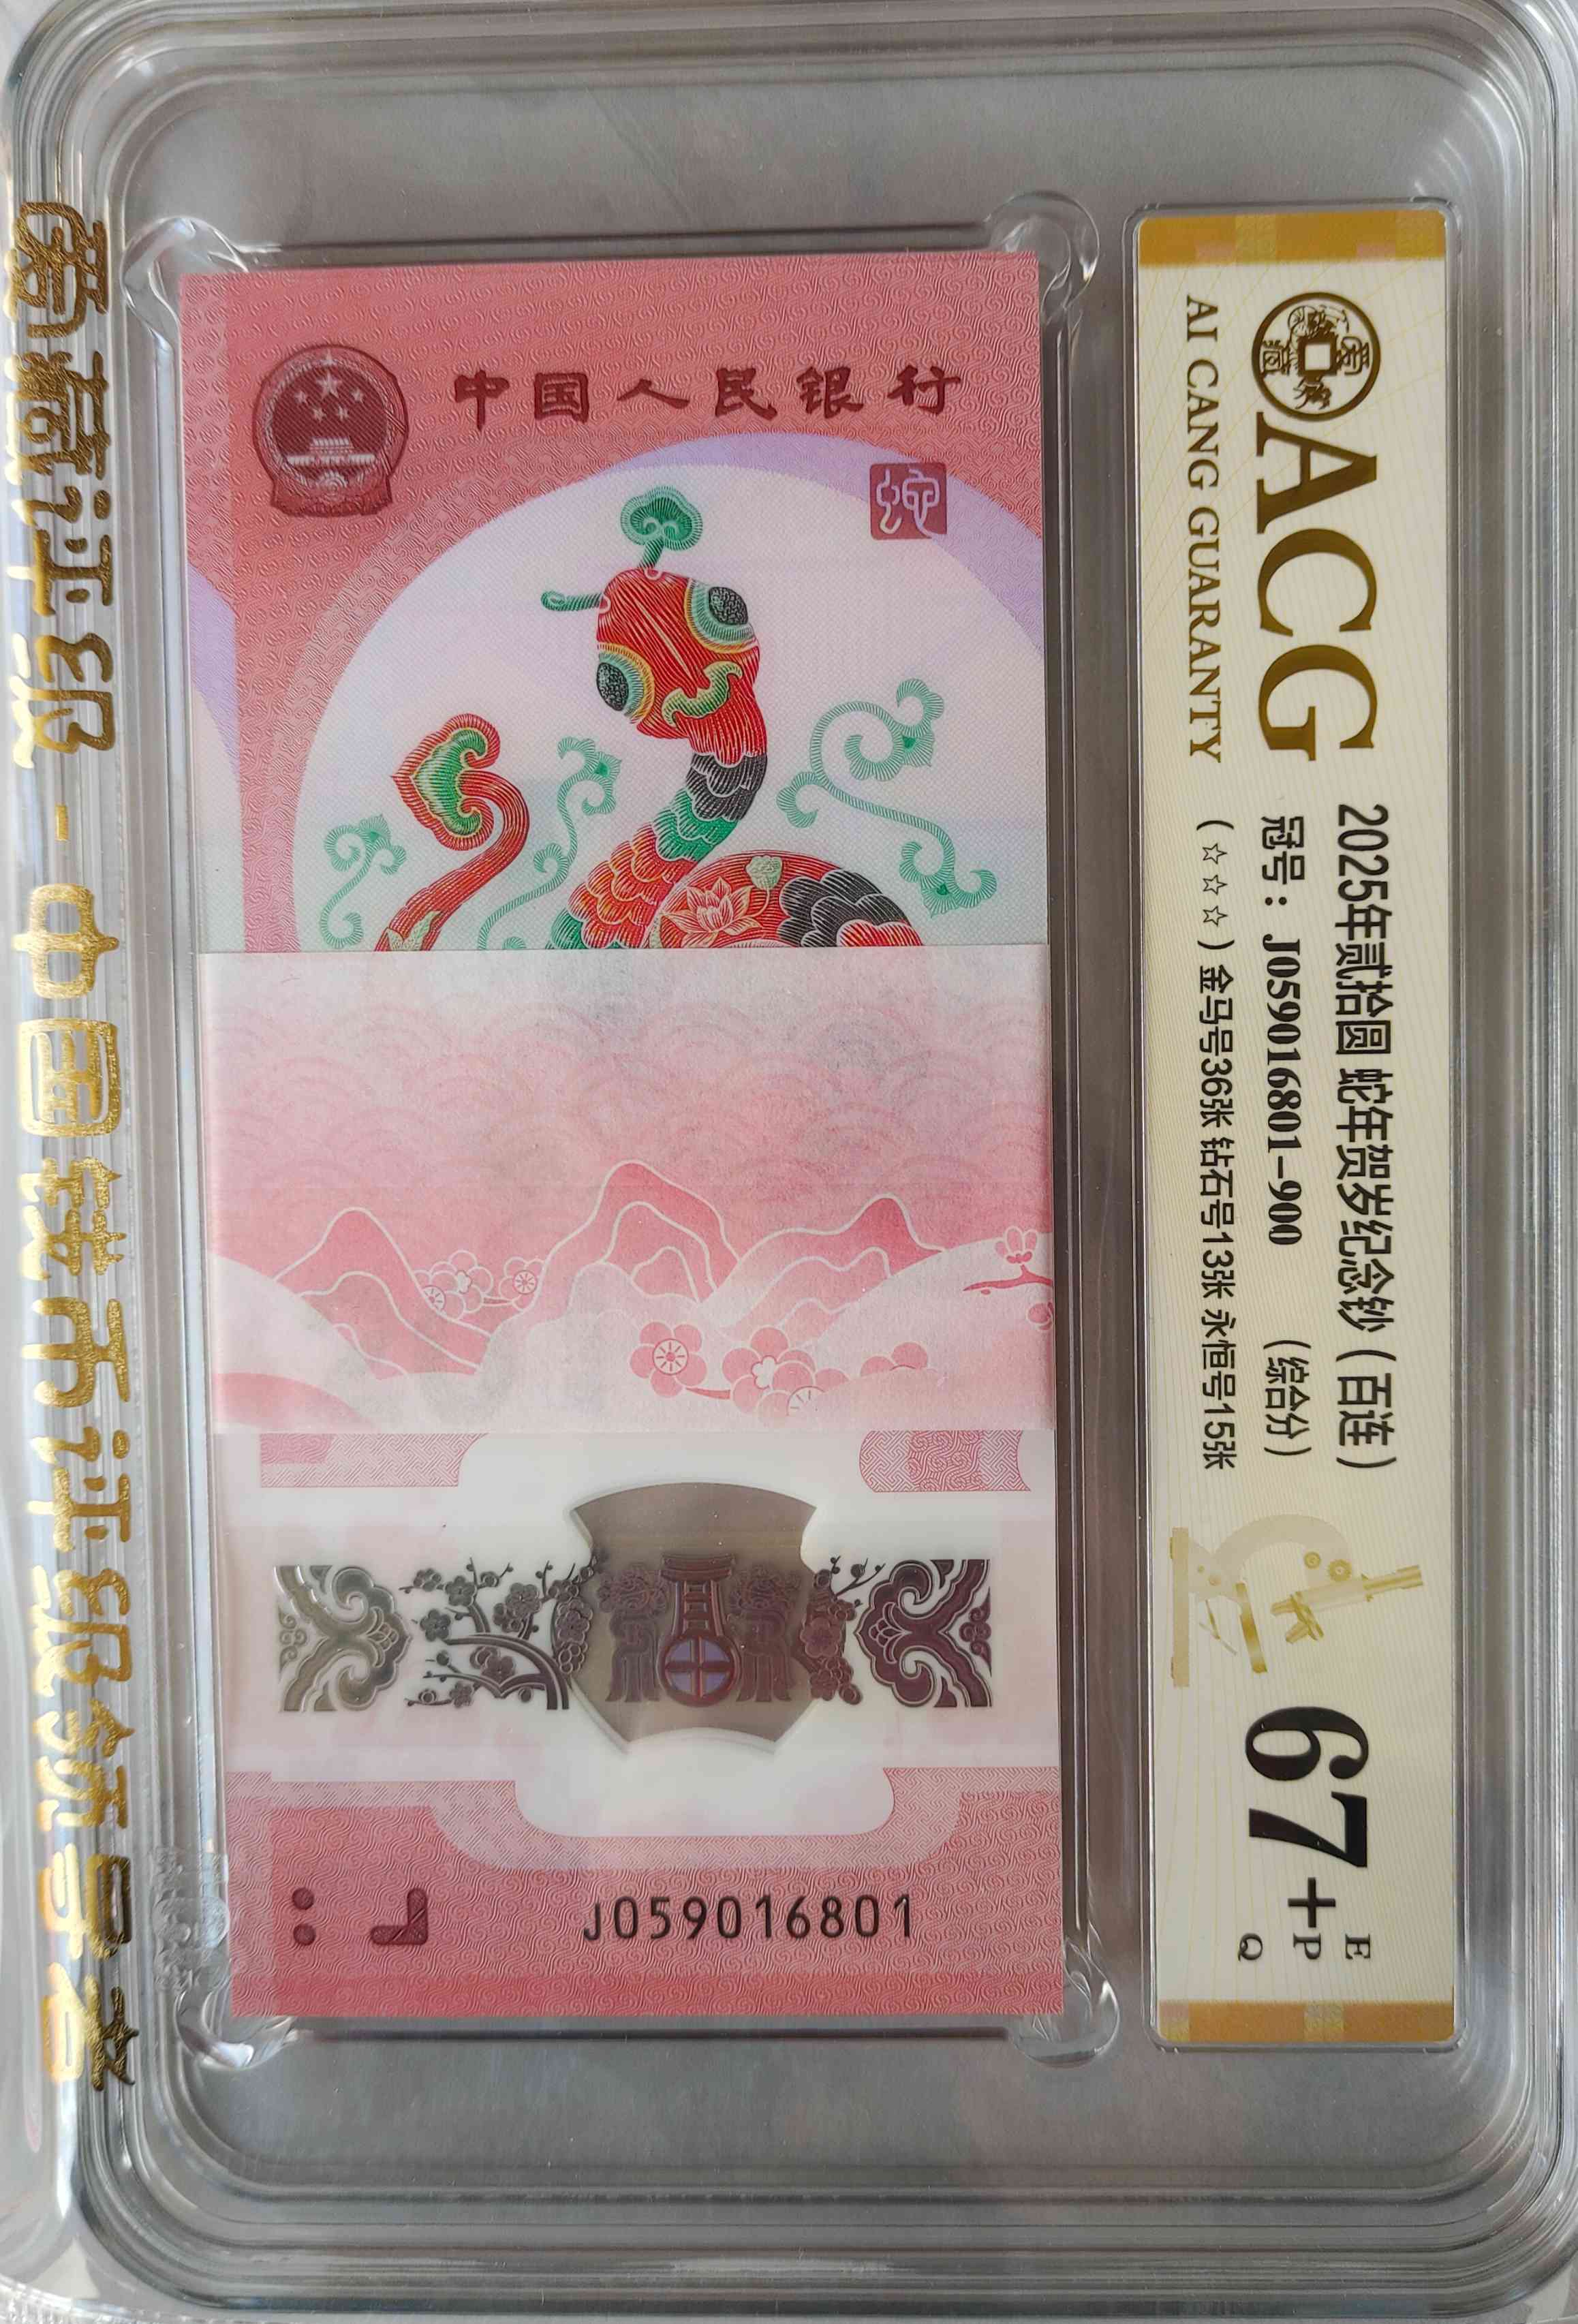 爱藏评级 - 中国钱币评级领导者
中国人民银行
蛇
J059016801
ACG
AI CANG GUARANTY
2025年贰拾圆 蛇年贺岁纪念钞（百连）
冠号：J059016801-900 （综合分）
（☆☆☆）金马号36张 钻石号13张 永恒号15张
67+
E
P
Q